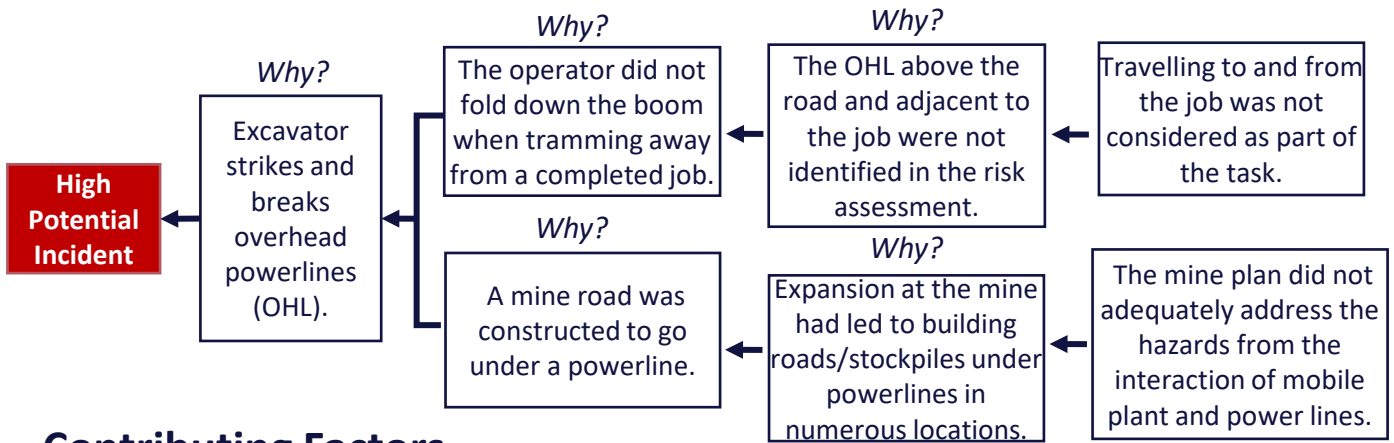 High
Potential
Incident
Why?
Excavator
strikes and
breaks
overhead
powerlines
(OHL).
Why?
The operator did not
fold down the boom
when tramming away
from a completed job.
Why?
The OHL above the
road and adjacent to
the job were not
identified in the risk
assessment.
Travelling to and from
the job was not
considered as part of
the task.
Why?
A mine road was
constructed to go
under a powerline.
Why?
Expansion at the mine
had led to building
roads/stockpiles under
powerlines in
numerous locations.
The mine plan did not
adequately address the
hazards from the
interaction of mobile
plant and power lines.
Contributing Factors